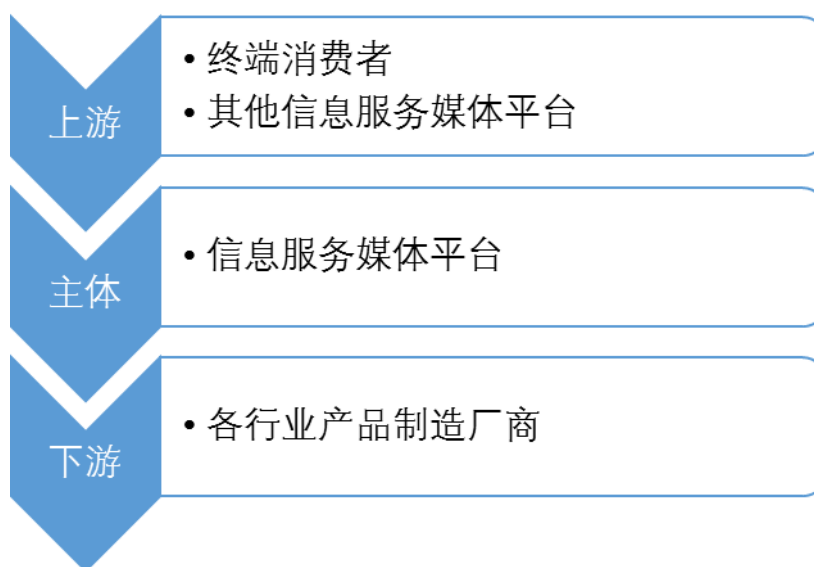 上游
• 终端消费者
• 其他信息服务媒体平台
主体
• 信息服务媒体平台
下游
• 各行业产品制造厂商